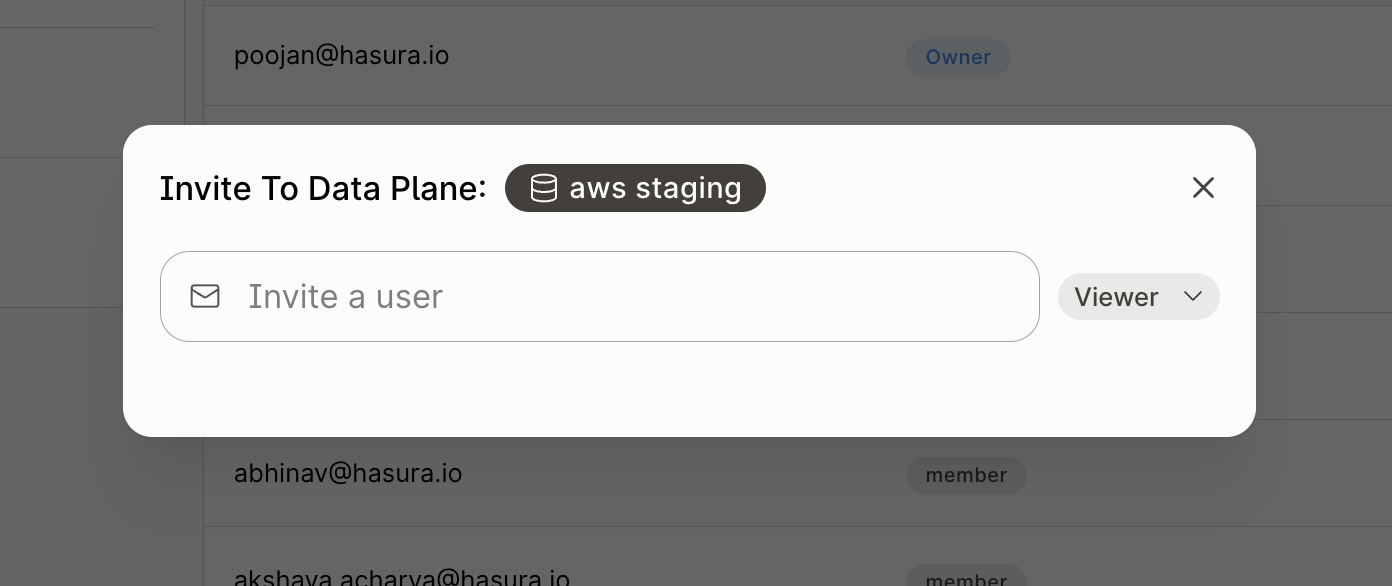 poojan@hasura.io Owner
Invite To Data Plane: aws staging
Invite a user Viewer
abhinav@hasura.io member
akshaya.acharya@hasura.io member